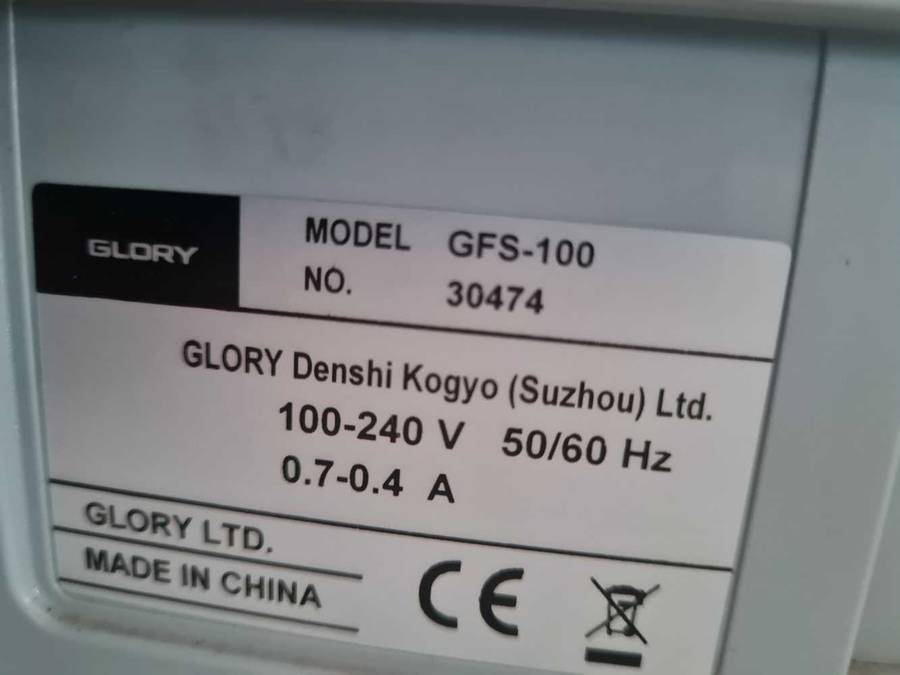 GLORY
MODEL GFS-100
NO. 30474
GLORY Denshi Kogyo (Suzhou) Ltd.
100-240 V 50/60 Hz
0.7-0.4 A
GLORY LTD.
MADE IN CHINA
CE